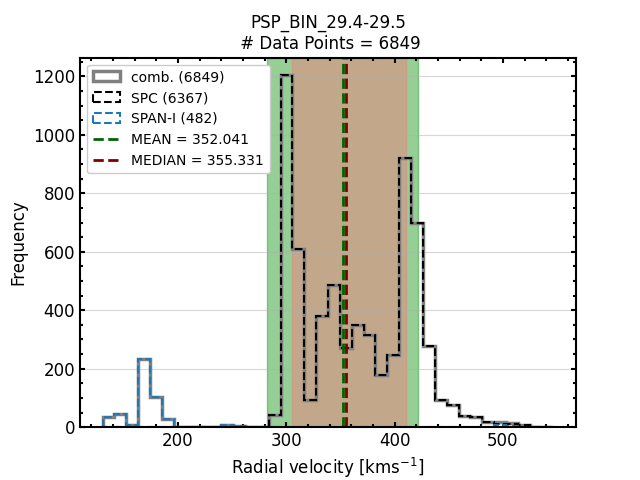 PSP_BIN_29.4-29.5
# Data Points = 6849
comb. (6849)
SPC (6367)
SPAN-I (482)
MEAN = 352.041
MEDIAN = 355.331
Frequency
1200
1000
800
600
400
200
0
200
300
400
500
Radial velocity [kms⁻¹]